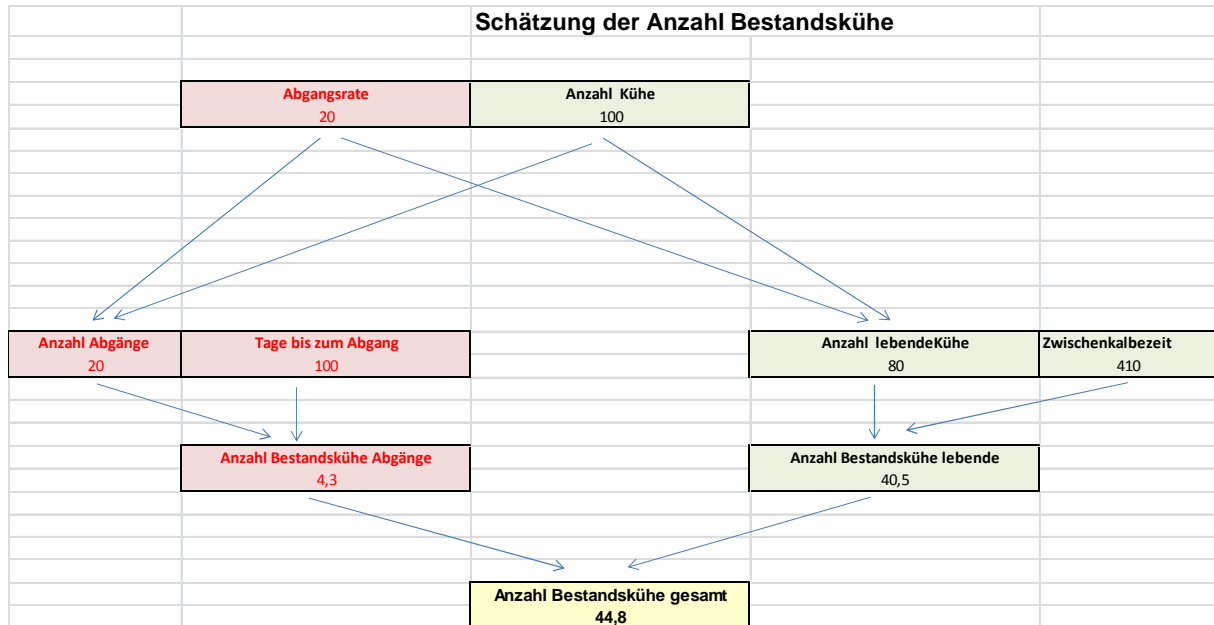 Schätzung der Anzahl Bestandskühe
Abgangsrate Anzahl Kühe
20 100
Anzahl Abgänge Tage bis zum Abgang Anzahl lebendeKühe Zwischenkalbezeit
20 100 80 410
Anzahl Bestandskühe Abgänge Anzahl Bestandskühe lebende
4,3 40,5
Anzahl Bestandskühe gesamt
44,8